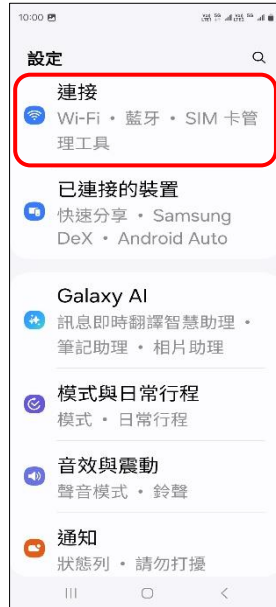 10:00
設定
連接
Wi-Fi • 藍牙 • SIM 卡管
理工具
已連接的裝置
快速分享 • Samsung
DeX • Android Auto
Galaxy AI
訊息即時翻譯智慧助理 •
筆記助理 • 相片助理
模式與日常行程
模式 • 日常行程
音效與震動
聲音模式 • 鈴聲
通知
狀態列 • 請勿打擾